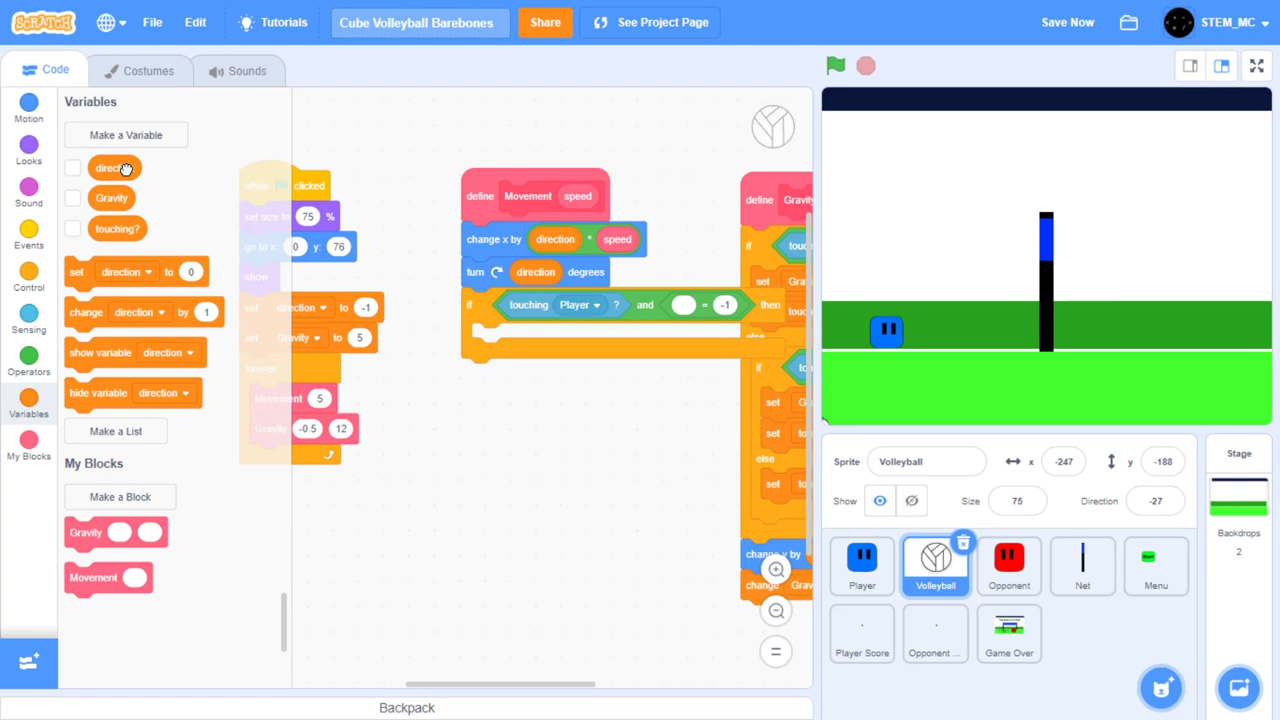 SCRATCH
File
Edit
Tutorials
Cube Volleyball Barebones
Share
See Project Page
Save Now
STEM_MC
Code
Costumes
Sounds
Motion
Looks
Sound
Events
Control
Sensing
Operators
Variables
My Blocks
Variables
Make a Variable
Gravity
touching?
set direction to 0
change direction by 1
show variable direction
hide variable direction
Make a List
My Blocks
Make a Block
Gravity
Movement
when clicked
set size to 75 %
go to x: 0 y: 76
show
set direction to -1
set Gravity to 5
forever
Movement 5
Gravity -0.5 12
define Movement speed
change x by direction * speed
turn direction degrees
if touching Player ? and = -1 then
define
if
set
else
if
set
set
else
set
change y by
change
Sprite Volleyball x -247 y -188
Show Size 75 Direction -27
Player
Volleyball
Opponent
Net
Menu
Player Score
Opponent ...
Game Over
Stage
Backdrops
2
Backpack